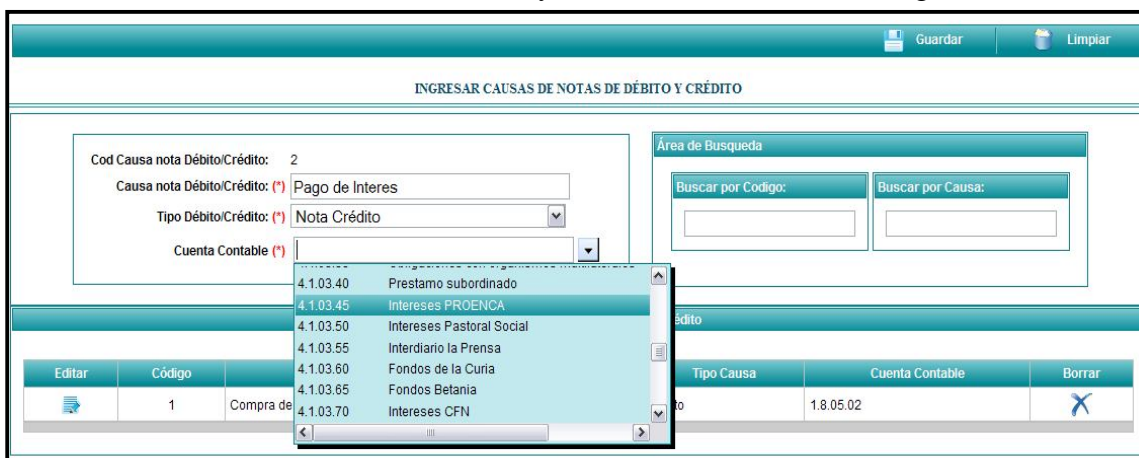 Guardar Limpiar
INGRESAR CAUSAS DE NOTAS DE DÉBITO Y CRÉDITO
Cod Causa nota Débito/Crédito: 2
Causa nota Débito/Crédito: (*) Pago de Interes
Tipo Débito/Crédito: (*) Nota Crédito
Cuenta Contable (*)
Área de Busqueda
Buscar por Codigo: Buscar por Causa:
4.1.03.40 Prestamo subordinado
4.1.03.45 Intereses PROENCA
4.1.03.50 Intereses Pastoral Social
4.1.03.55 Interdiario la Prensa
4.1.03.60 Fondos de la Curia
4.1.03.65 Fondos Betania
4.1.03.70 Intereses CFN
Editar Código Tipo Causa Cuenta Contable Borrar
1 Compra de 1.8.05.02